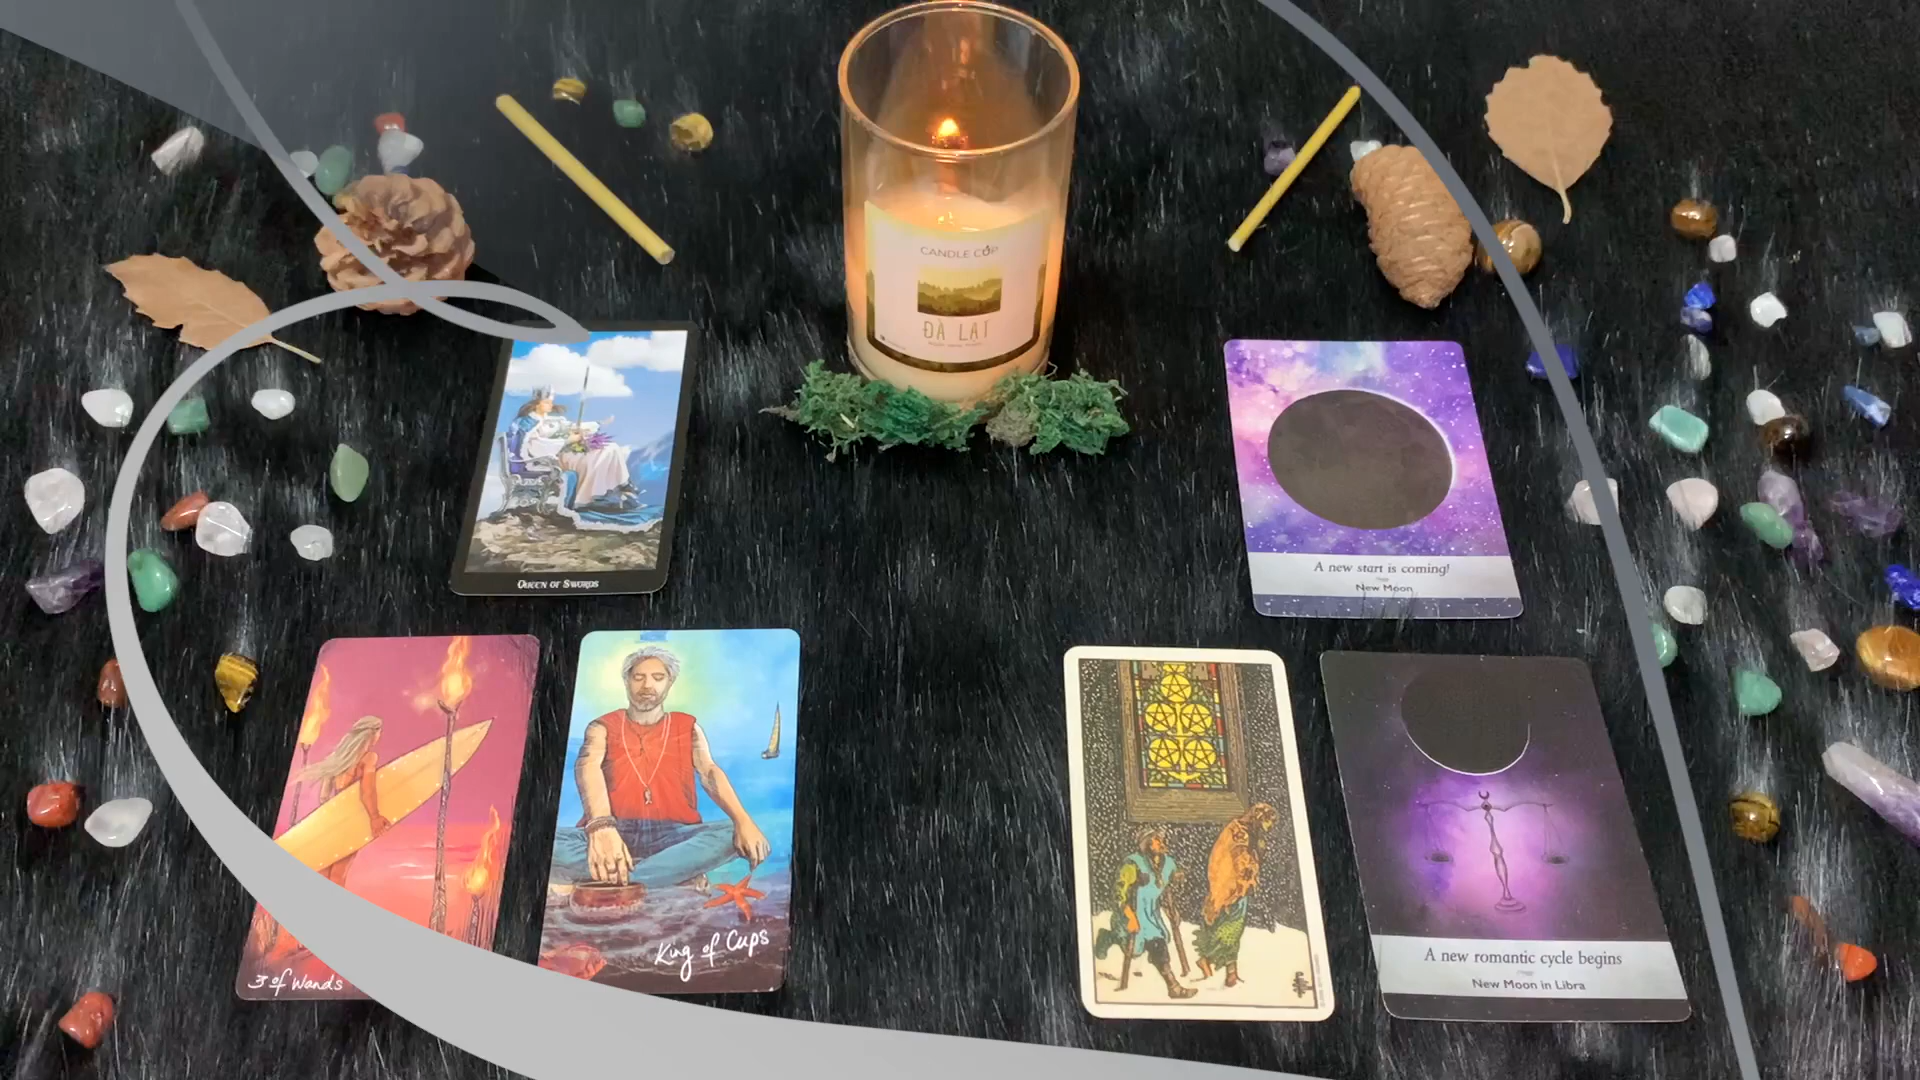 CANDLE CUP
ĐÀ LẠT
QUEEN OF SWORDS
A new start is coming!
New Moon
3 of Wands
King of Cups
A new romantic cycle begins
New Moon in Libra